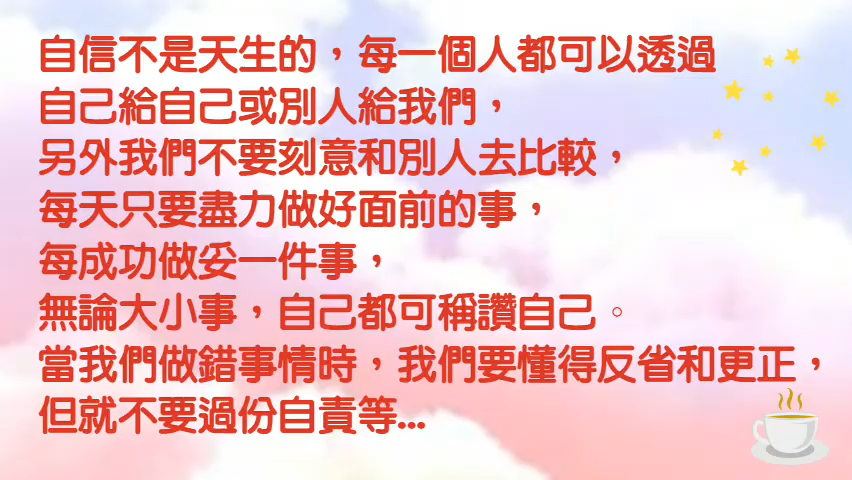 自信不是天生的，每一個人都可以透過
自己給自己或別人給我們，
另外我們不要刻意和別人去比較，
每天只要盡力做好面前的事，
每成功做妥一件事，
無論大小事，自己都可稱讚自己。
當我們做錯事情時，我們要懂得反省和更正，
但就不要過份自責等...